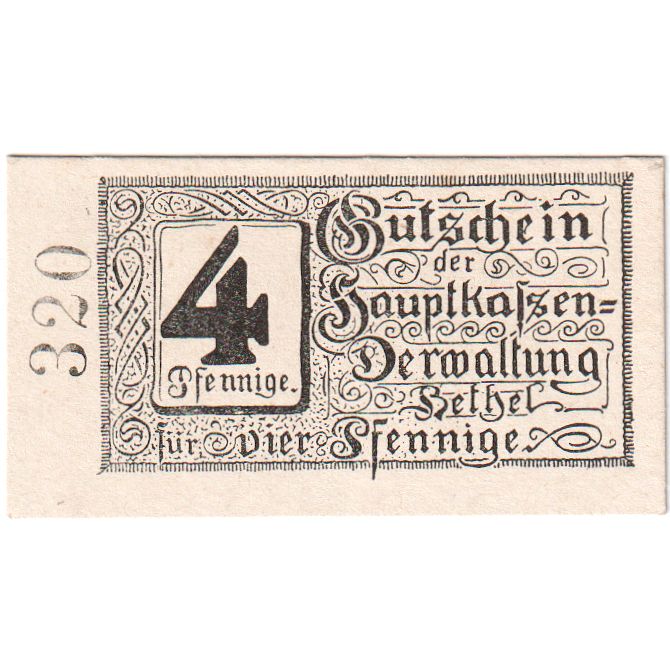 320
4
Pfennige.
Gutschein
der
Hauptkassen=
Verwaltung
Bethel
für vier Pfennige.